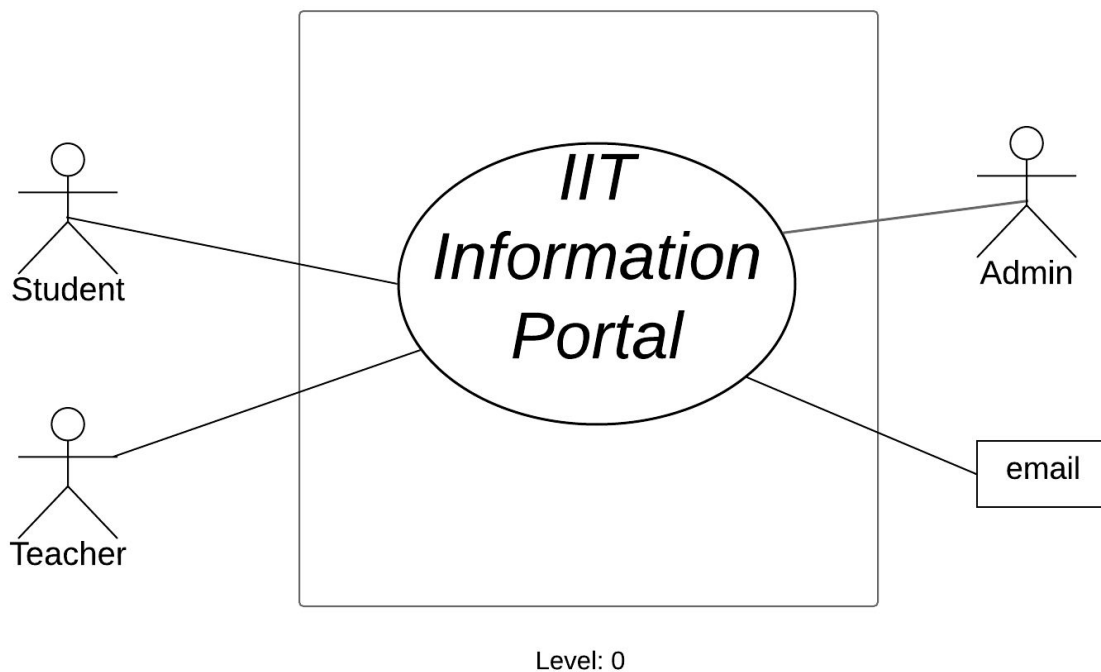 IIT
Information
Portal
Student
Admin
Teacher
email
Level: 0